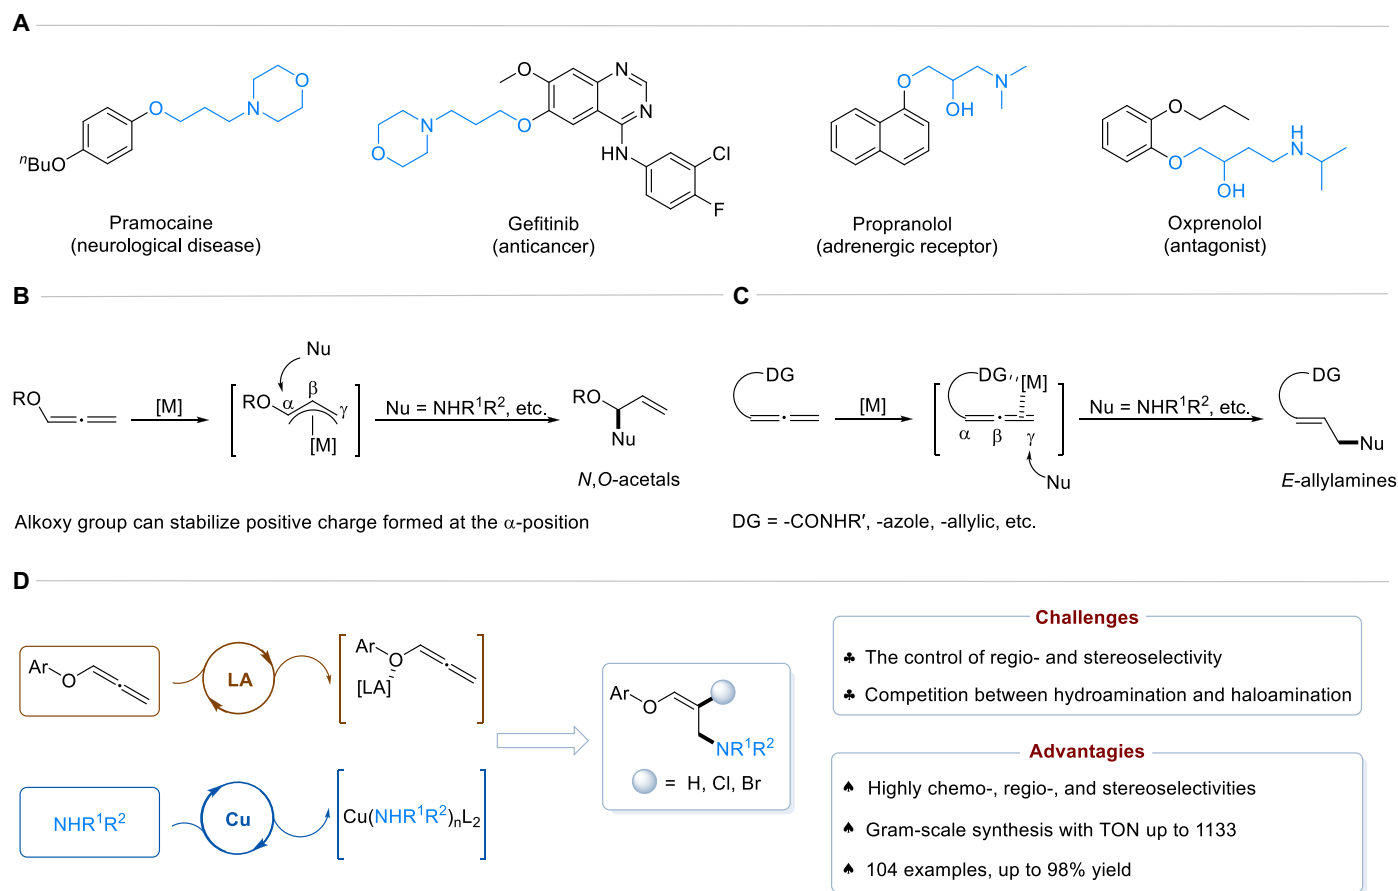 A
O
N
O
ⁿBuO
Pramocaine
(neurological disease)
O
N
N
O
N
O
HN
Cl
F
Gefitinib
(anticancer)
O
N
OH
Propranolol
(adrenergic receptor)
O
O
H
N
OH
Oxprenolol
(antagonist)
B
RO
[M]
Nu
RO
α
β
γ
[M]
Nu = NHR¹R², etc.
RO
Nu
N,O-acetals
Alkoxy group can stabilize positive charge formed at the α-position
C
DG
[M]
DG
[M]
α
β
γ
Nu
Nu = NHR¹R², etc.
DG
Nu
E-allylamines
DG = -CONHR′, -azole, -allylic, etc.
D
Ar
O
LA
Ar
O
[LA]
NHR¹R²
Cu
Cu(NHR¹R²)ₙL₂
Ar
O
NR¹R²
= H, Cl, Br
Challenges
♣ The control of regio- and stereoselectivity
♣ Competition between hydroamination and haloamination
Advantagies
♠ Highly chemo-, regio-, and stereoselectivities
♠ Gram-scale synthesis with TON up to 1133
♠ 104 examples, up to 98% yield